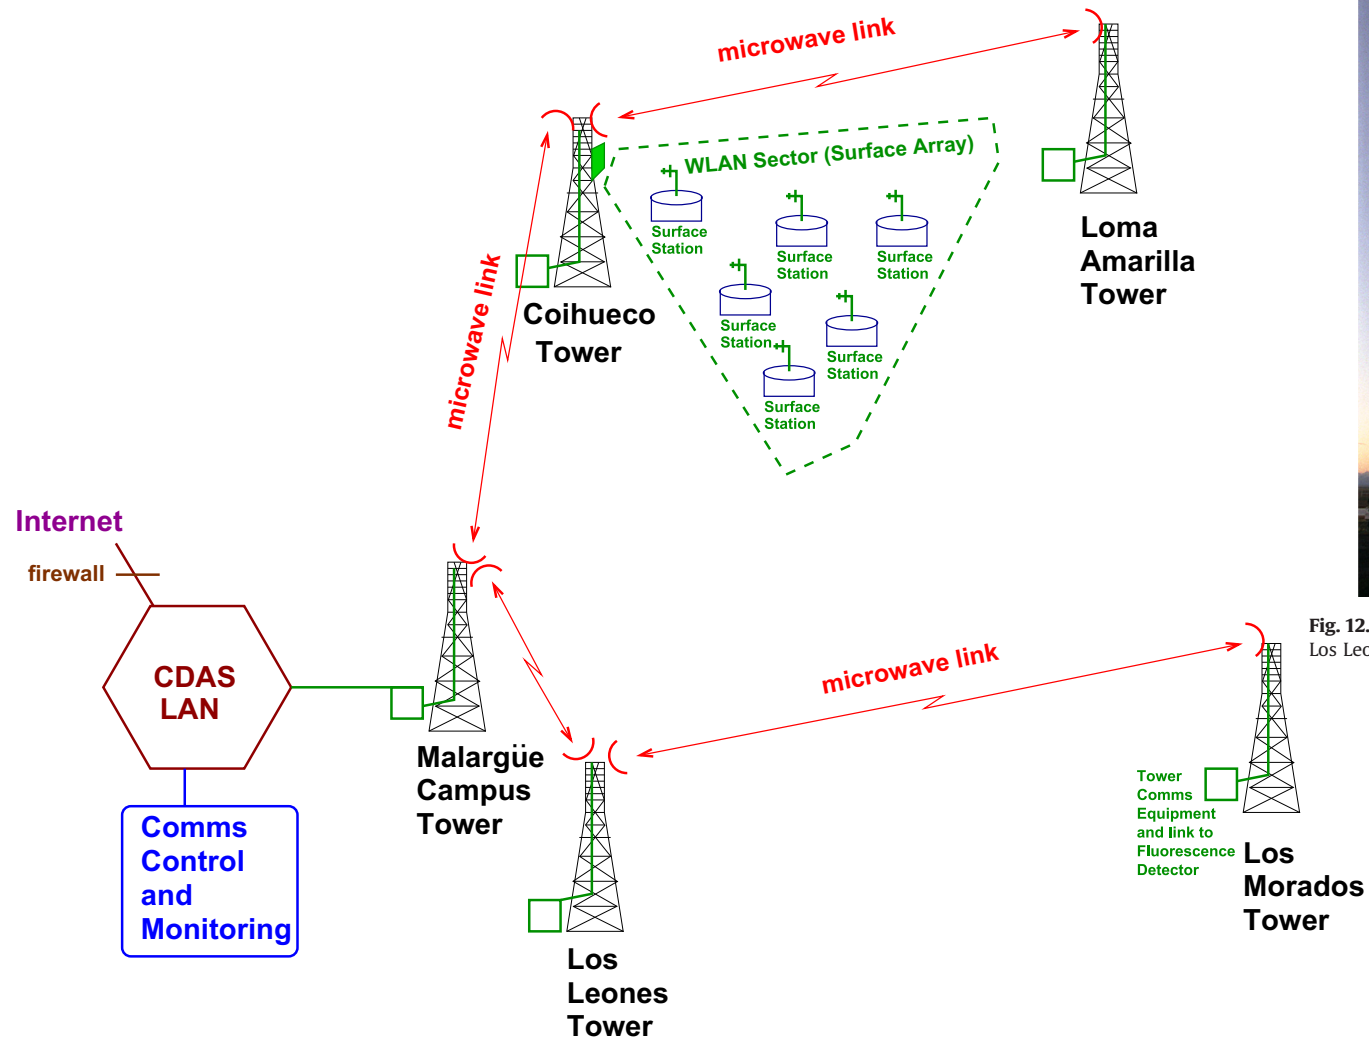 microwave link
WLAN Sector (Surface Array)
Surface
Station
Surface
Station
Surface
Station
Surface
Station
Surface
Station
Surface
Station
Loma
Amarilla
Tower
Coihueco
Tower
microwave link
Internet
firewall
CDAS
LAN
Malargüe
Campus
Tower
Comms
Control
and
Monitoring
microwave link
Fig. 12.
Los Leo
Tower
Comms
Equipment
and link to
Fluorescence
Detector
Los
Morados
Tower
Los
Leones
Tower